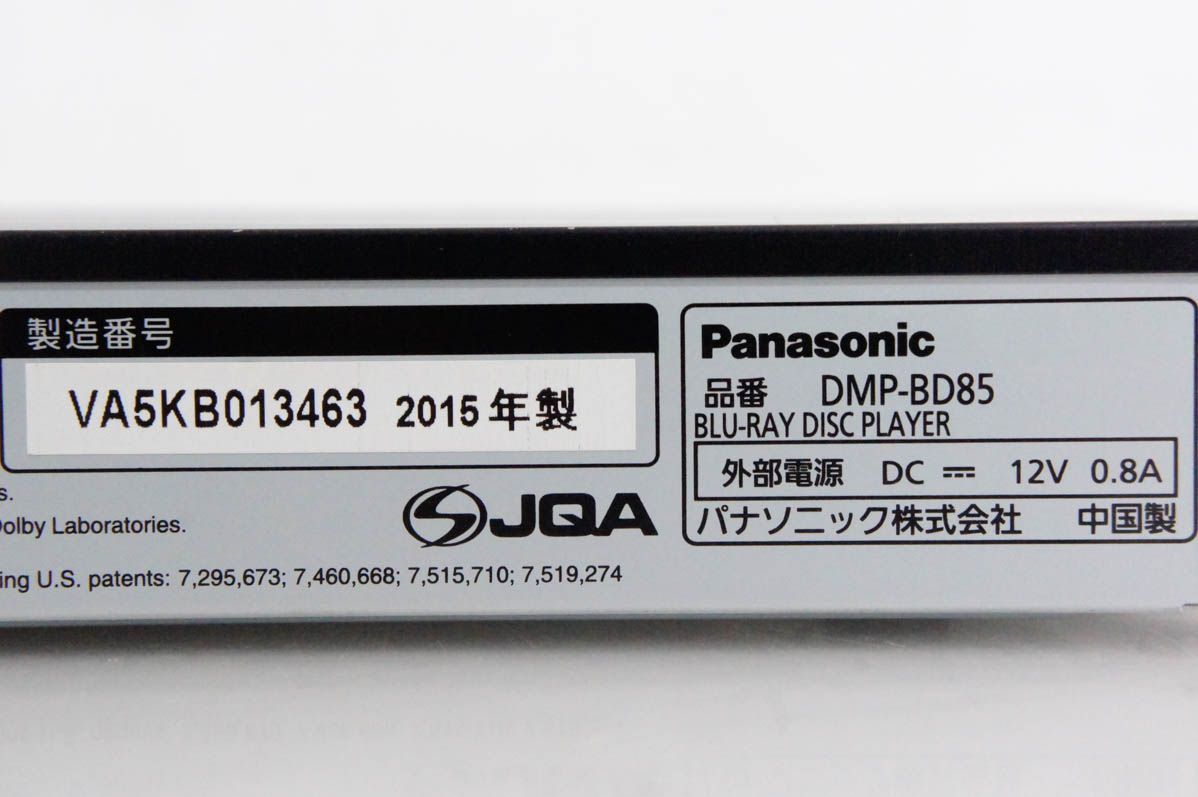 製造番号
VA5KB013463 2015年製
s.
Dolby Laboratories.
JQA
ing U.S. patents: 7,295,673; 7,460,668; 7,515,710; 7,519,274
Panasonic
品番 DMP-BD85
BLU-RAY DISC PLAYER
外部電源 DC ⎓ 12V 0.8A
パナソニック株式会社 中国製